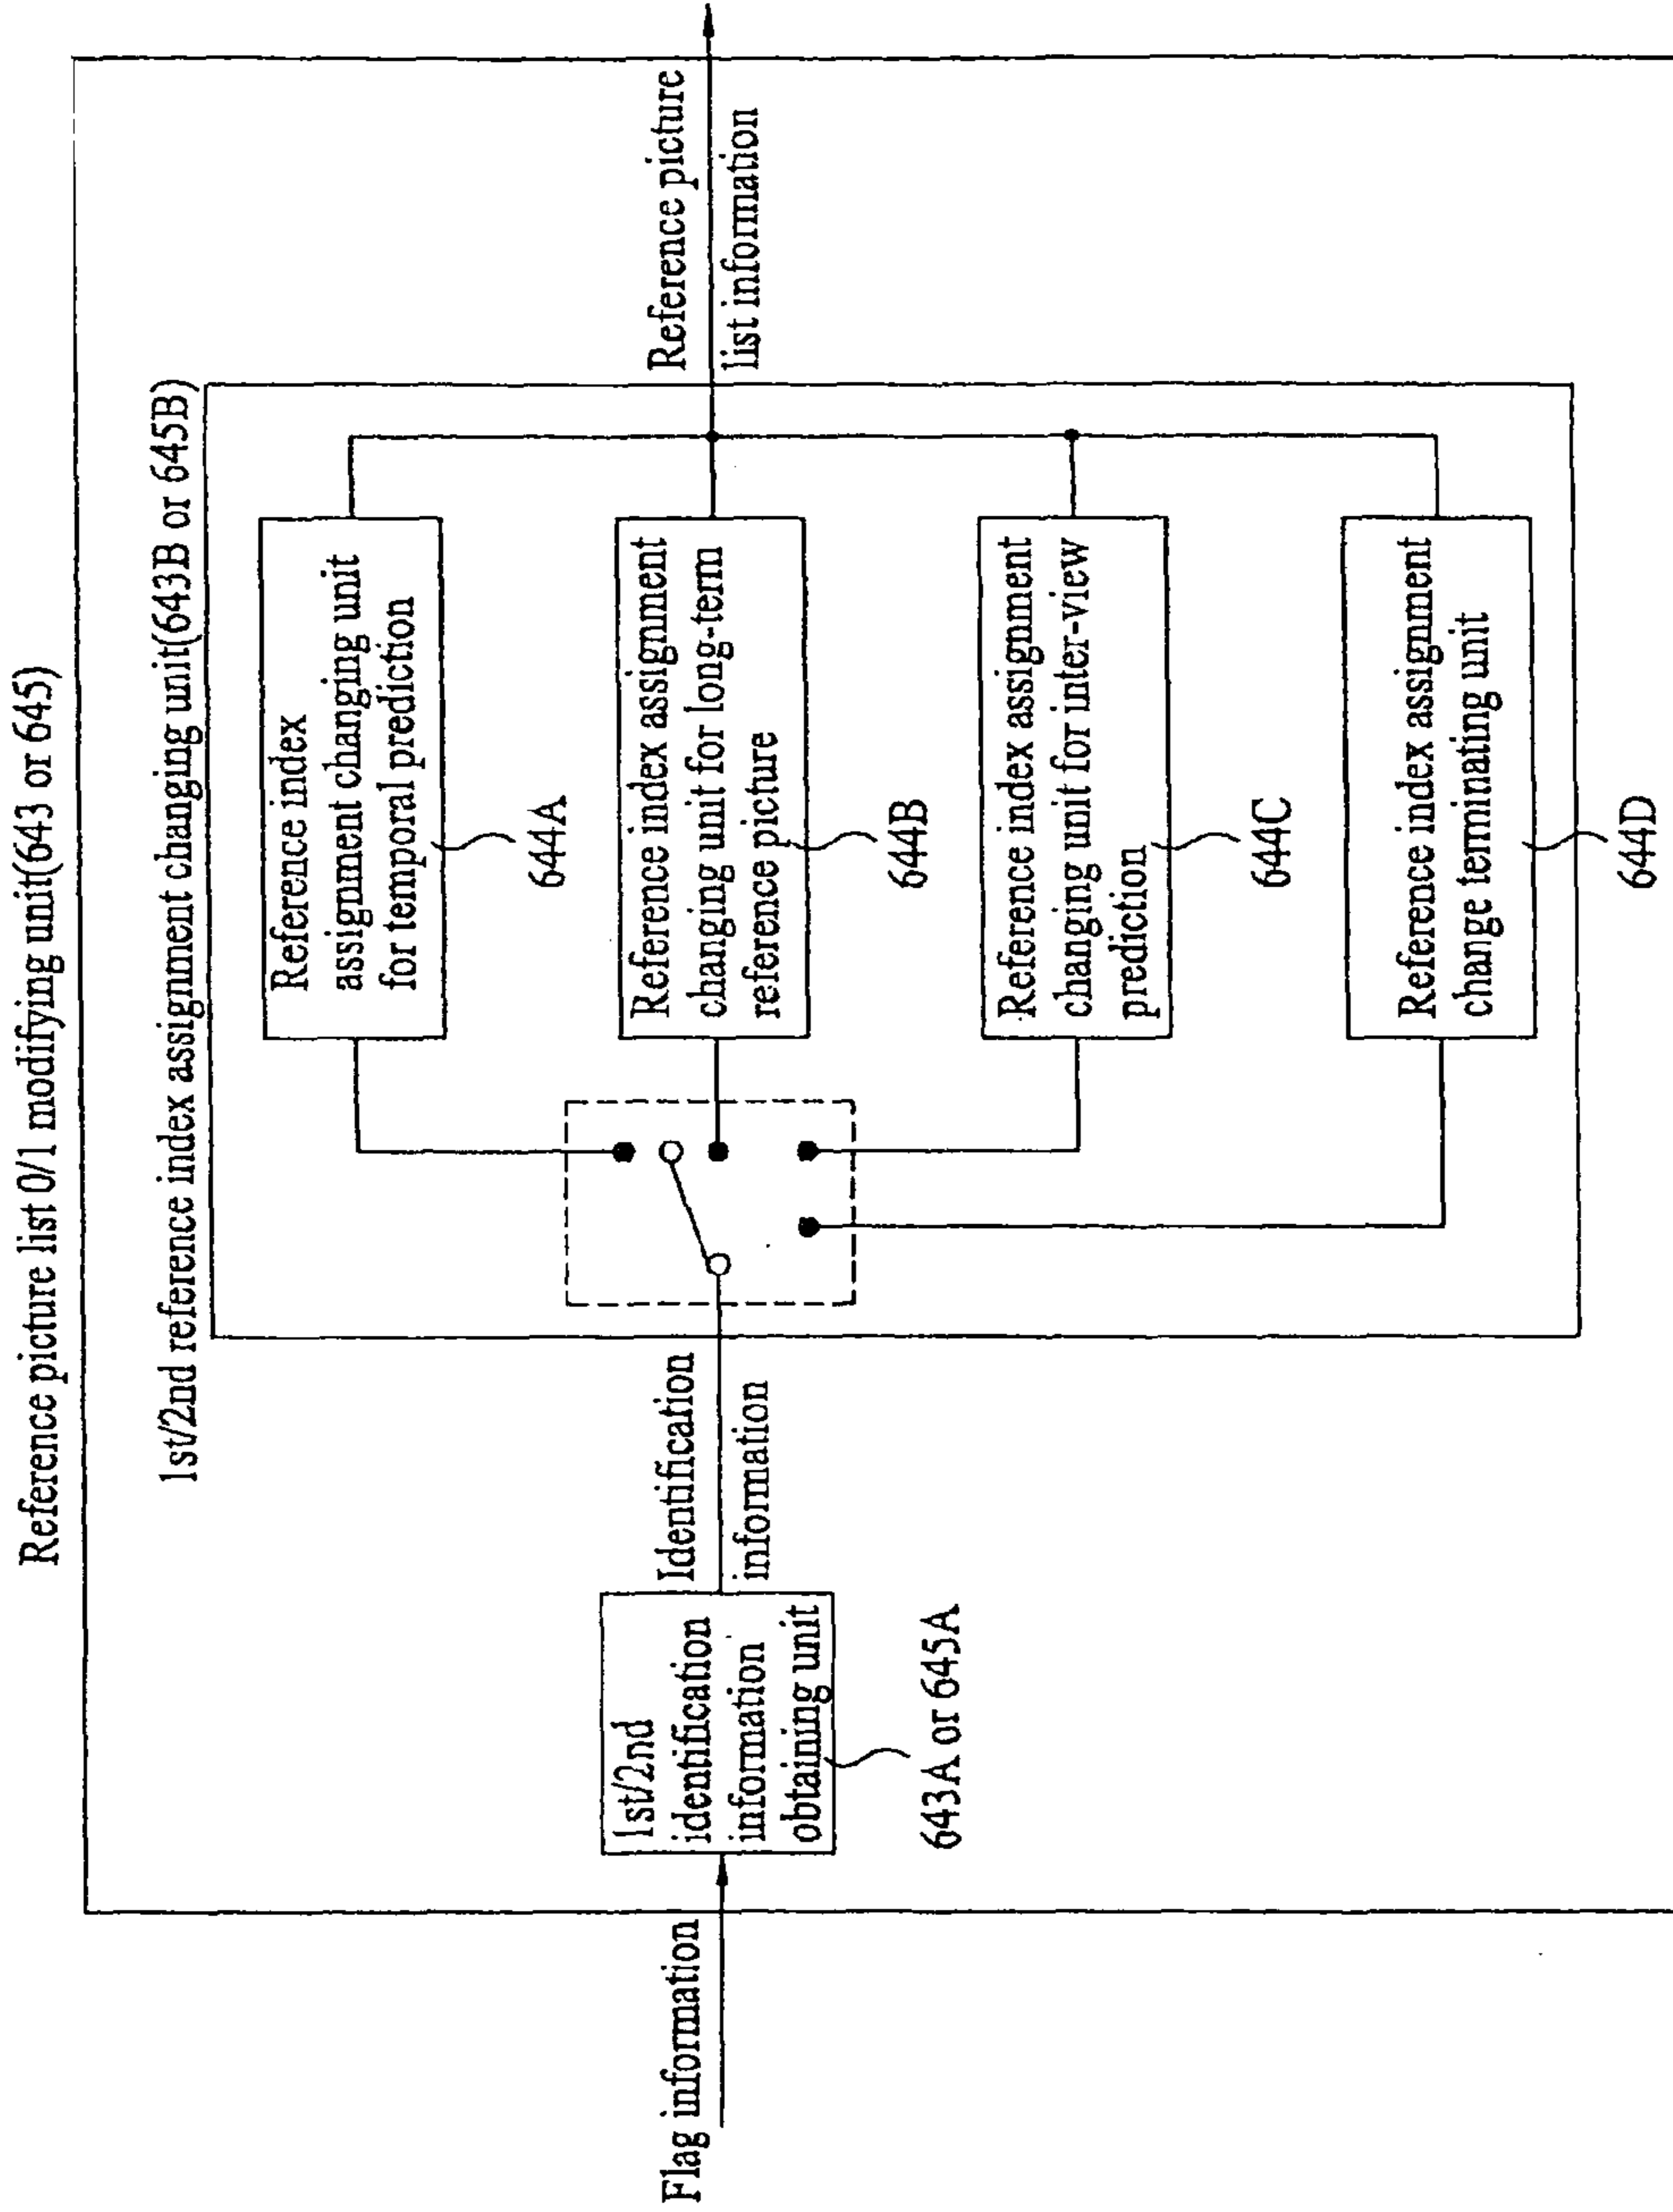 Reference picture list 0/1 modifying unit(643 or 645)
1st/2nd reference index assignment changing unit(643B or 645B)
Flag information
1st/2nd
identification
information
obtaining unit
643A or 645A
Identification
information
Reference index
assignment changing unit
for temporal prediction
644A
Reference index assignment
changing unit for long-term
reference picture
644B
Reference index assignment
changing unit for inter-view
prediction
644C
Reference index assignment
change terminating unit
644D
Reference picture
list information